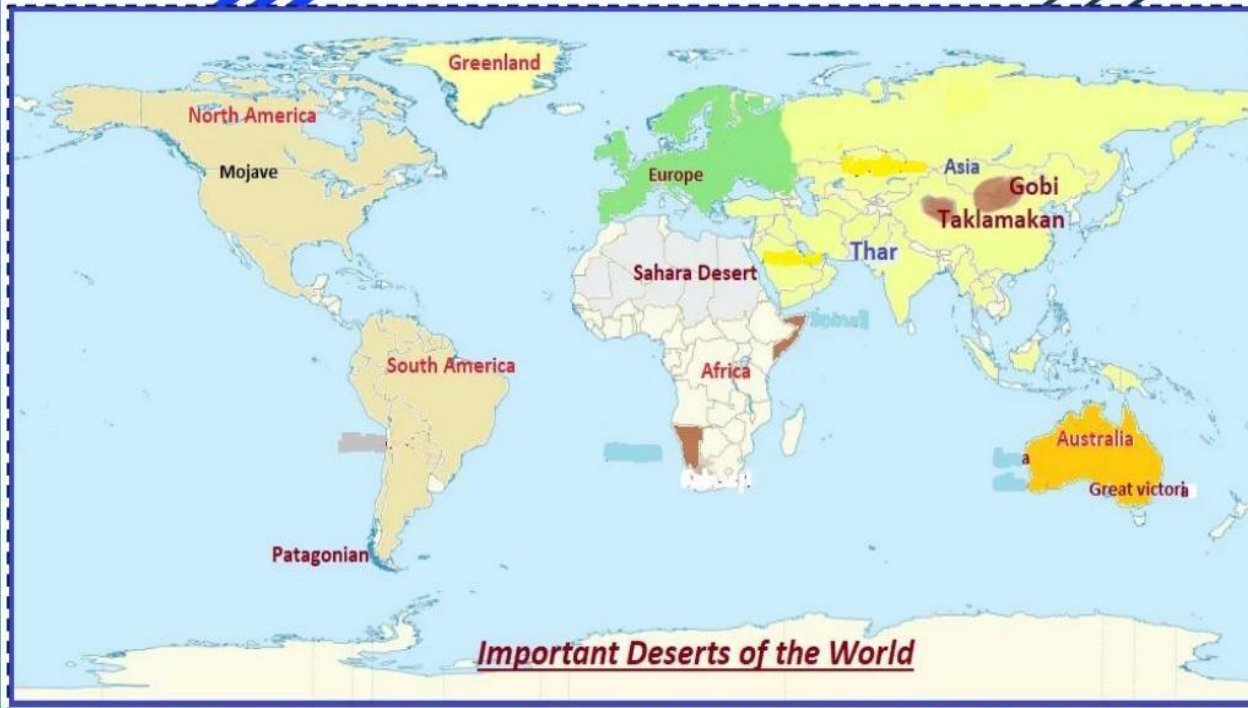 Greenland
North America
Mojave
Europe
Asia
Gobi
Taklamakan
Thar
Sahara Desert
South America
Africa
Australia
Great victoria
Patagonian
Important Deserts of the World